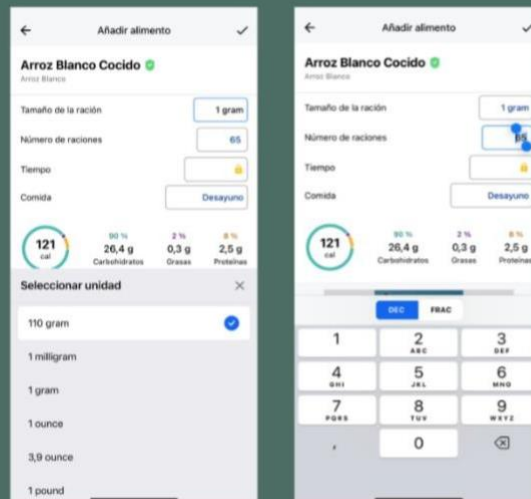 Añadir alimento
Arroz Blanco Cocido
Arroz Blanco
Tamaño de la ración
1 gram
Número de raciones
65
Tiempo
Comida
Desayuno
121
cal
90 %
26,4 g
Carbohidratos
2 %
0,3 g
Grasas
8 %
2,5 g
Proteínas
Seleccionar unidad
110 gram
1 milligram
1 gram
1 ounce
3,9 ounce
1 pound
Añadir alimento
Arroz Blanco Cocido
Arroz Blanco
Tamaño de la ración
1 gram
Número de raciones
65
Tiempo
Comida
Desayuno
121
cal
90 %
26,4 g
Carbohidratos
2 %
0,3 g
Grasas
8 %
2,5 g
Proteínas
DEC
FRAC
1
2
ABC
3
DEF
4
GHI
5
JKL
6
MNO
7
PQRS
8
TUV
9
WXYZ
,
0